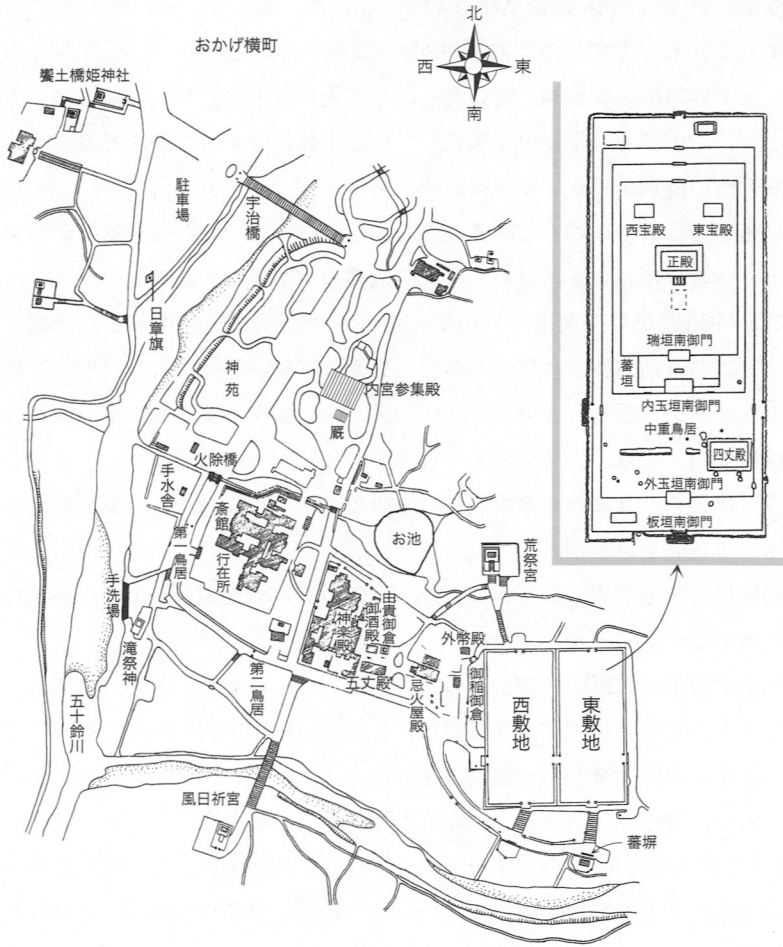 北
西
東
南
おかげ横町
饗土橋姫神社
駐車場
宇治橋
日章旗
神苑
内宮参集殿
厩
火除橋
手水舎
第一鳥居
斎館
行在所
お池
荒祭宮
手洗場
滝祭神
由貴御倉
御酒殿
神楽殿
五丈殿
外幣殿
忌火屋殿
御稲御倉
第二鳥居
五十鈴川
風日祈宮
西敷地
東敷地
蕃塀
西宝殿
東宝殿
正殿
瑞垣南御門
蕃垣
内玉垣南御門
中重鳥居
四丈殿
外玉垣南御門
板垣南御門